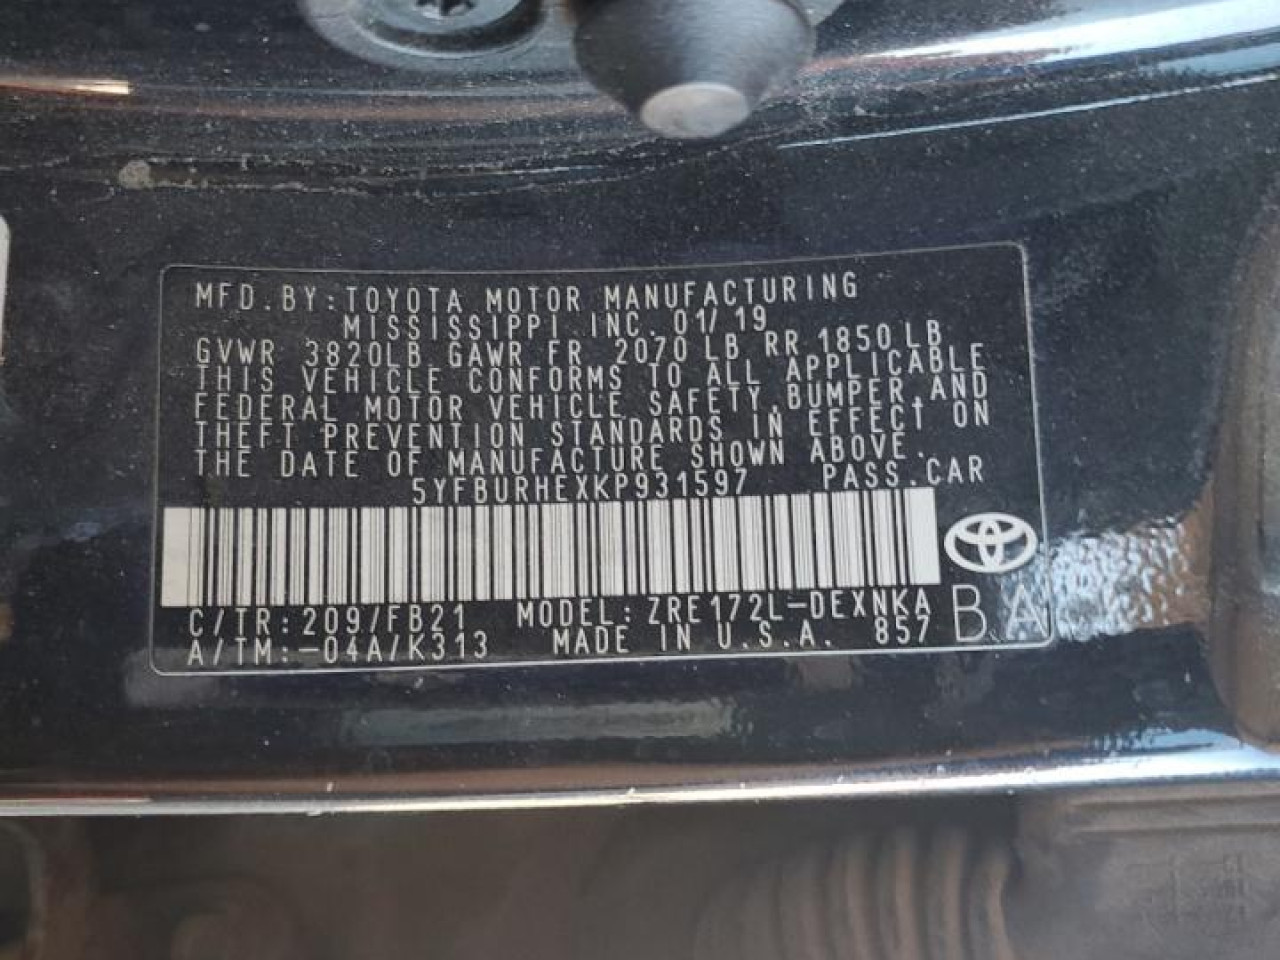 MFD.BY:TOYOTA MOTOR MANUFACTURING
MISSISSIPPI, INC. 01/19
GVWR 3820LB GAWR FR 2070 LB RR 1850 LB
THIS VEHICLE CONFORMS TO ALL APPLICABLE
FEDERAL MOTOR VEHICLE SAFETY,BUMPER,AND
THEFT PREVENTION STANDARDS IN EFFECT ON
THE DATE OF MANUFACTURE SHOWN ABOVE.
5YFBURHEXKP931597 PASS.CAR
C/TR:209/FB21 MODEL:ZRE172L-DEXNKA
A/TM:-04A/K313 MADE IN U.S.A. 857
BA